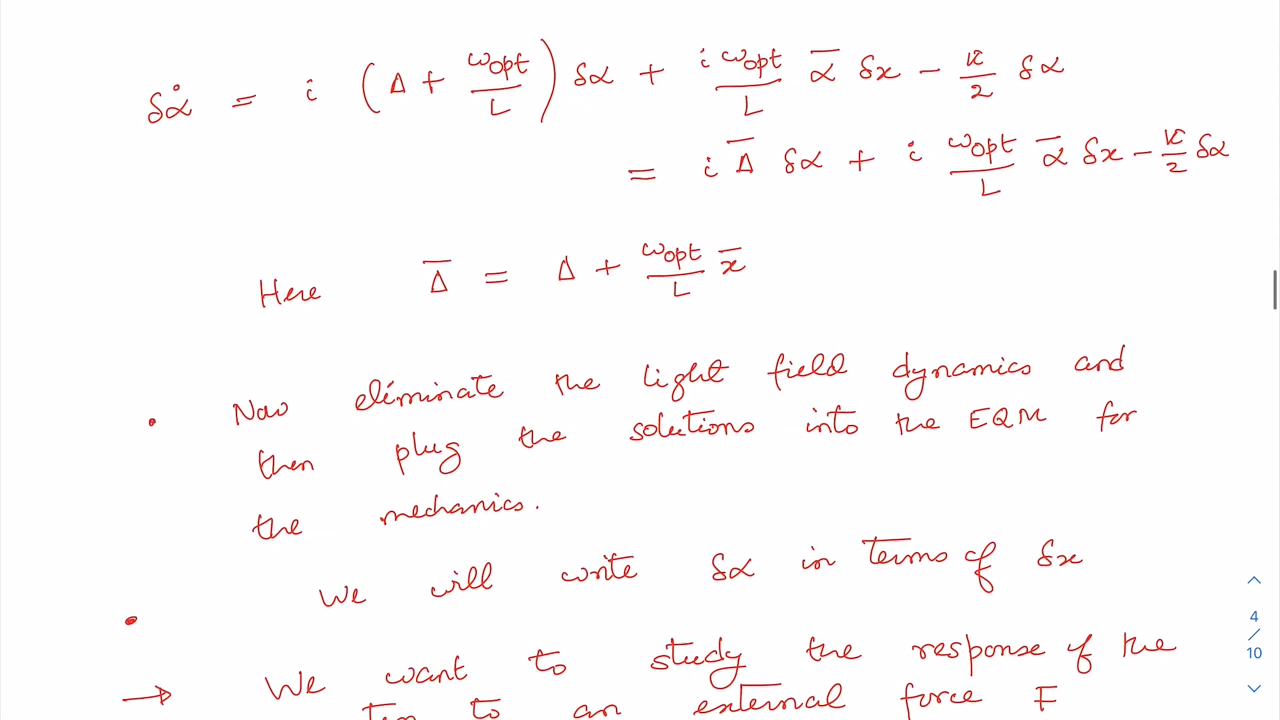 δα̇ = i (Δ + ω_opt/L) δα + i ω_opt/L ᾱ δx − κ/2 δα
= i Δ̄ δα + i ω_opt/L ᾱ δx − κ/2 δα
Here Δ̄ = Δ + ω_opt/L x̄
• Now eliminate the light field dynamics and
then plug the solutions into the EQM for
the mechanics.
• We will write δα in terms of δx
→ We want to study the response of the
to an external force F
4
/
10